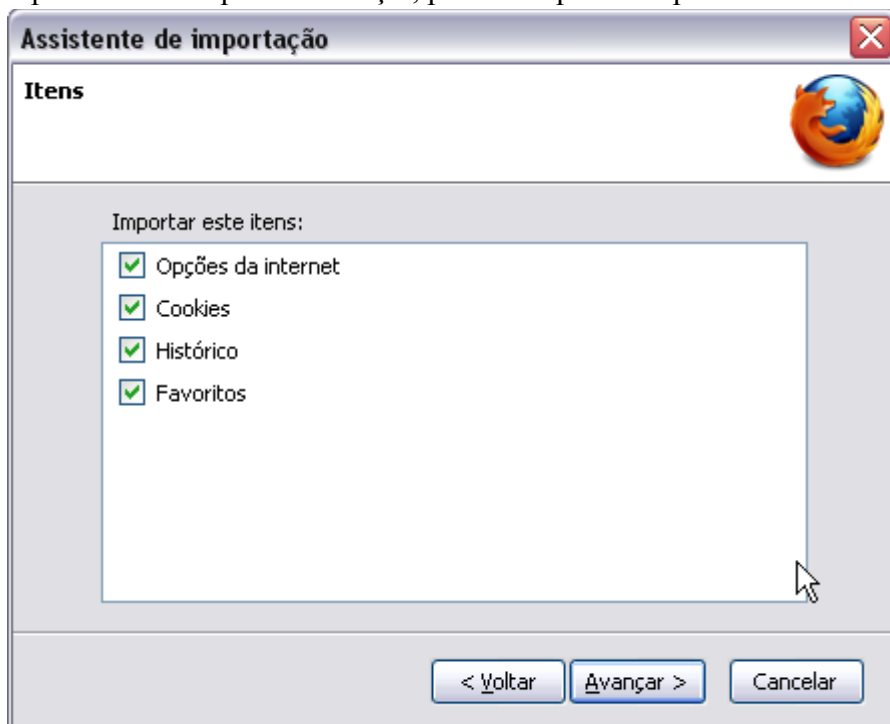 Assistente de importação
Itens
Importar este itens:
Opções da internet
Cookies
Histórico
Favoritos
< Voltar Avançar > Cancelar